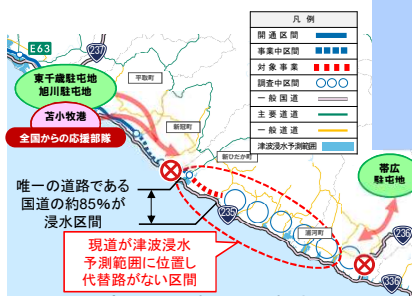 凡例
開通区間
事業中区間
対象事業
調査中区間
一般国道
主要道道
一般道道
津波浸水予測範囲
E63
237
平取町
東千歳駐屯地
旭川駐屯地
苫小牧港
全国からの応援部隊
新冠町
新ひだか町
帯広
駐屯地
唯一の道路である
国道の約85%が
浸水区間
235
浦河町
236
336
現道が津波浸水
予測範囲に位置し
代替路がない区間